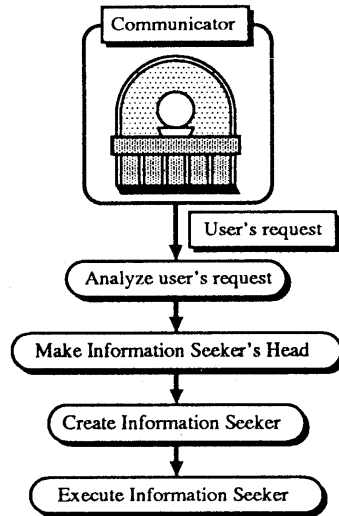 Communicator
User's request
Analyze user's request
Make Information Seeker's Head
Create Information Seeker
Execute Information Seeker